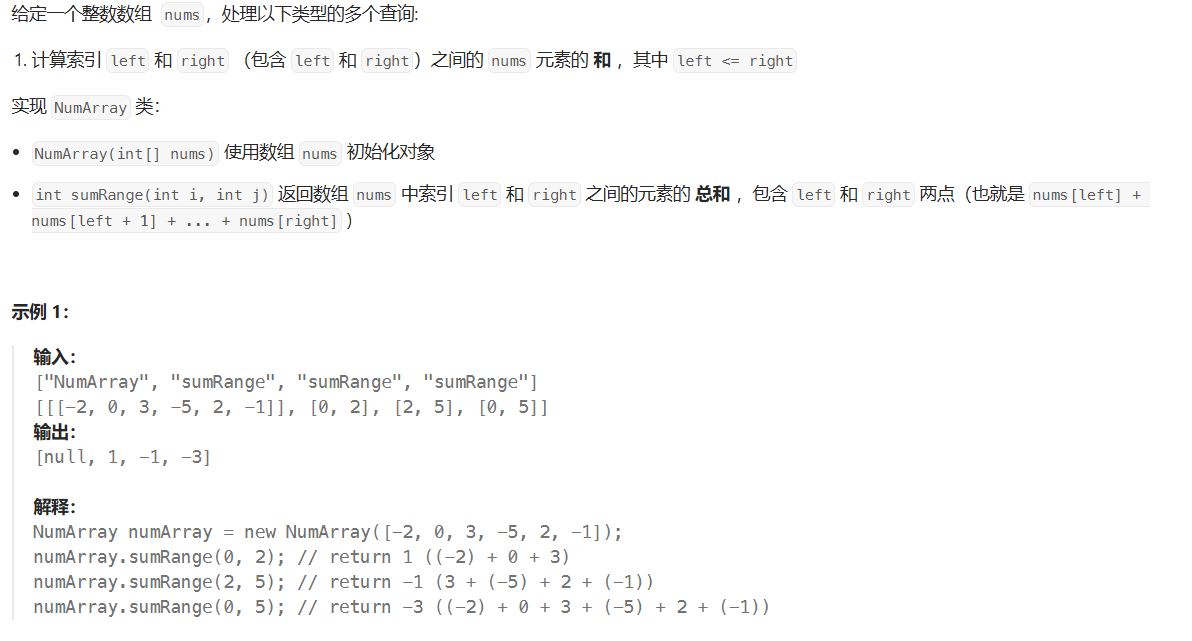 给定一个整数数组 nums，处理以下类型的多个查询:
1. 计算索引 left 和 right （包含 left 和 right）之间的 nums 元素的 和 ，其中 left <= right
实现 NumArray 类：
• NumArray(int[] nums) 使用数组 nums 初始化对象
• int sumRange(int i, int j) 返回数组 nums 中索引 left 和 right 之间的元素的 总和 ，包含 left 和 right 两点（也就是 nums[left] +
nums[left + 1] + ... + nums[right] )
示例 1：
输入：
["NumArray", "sumRange", "sumRange", "sumRange"]
[[[-2, 0, 3, -5, 2, -1]], [0, 2], [2, 5], [0, 5]]
输出：
[null, 1, -1, -3]
解释：
NumArray numArray = new NumArray([-2, 0, 3, -5, 2, -1]);
numArray.sumRange(0, 2); // return 1 ((-2) + 0 + 3)
numArray.sumRange(2, 5); // return -1 (3 + (-5) + 2 + (-1))
numArray.sumRange(0, 5); // return -3 ((-2) + 0 + 3 + (-5) + 2 + (-1))